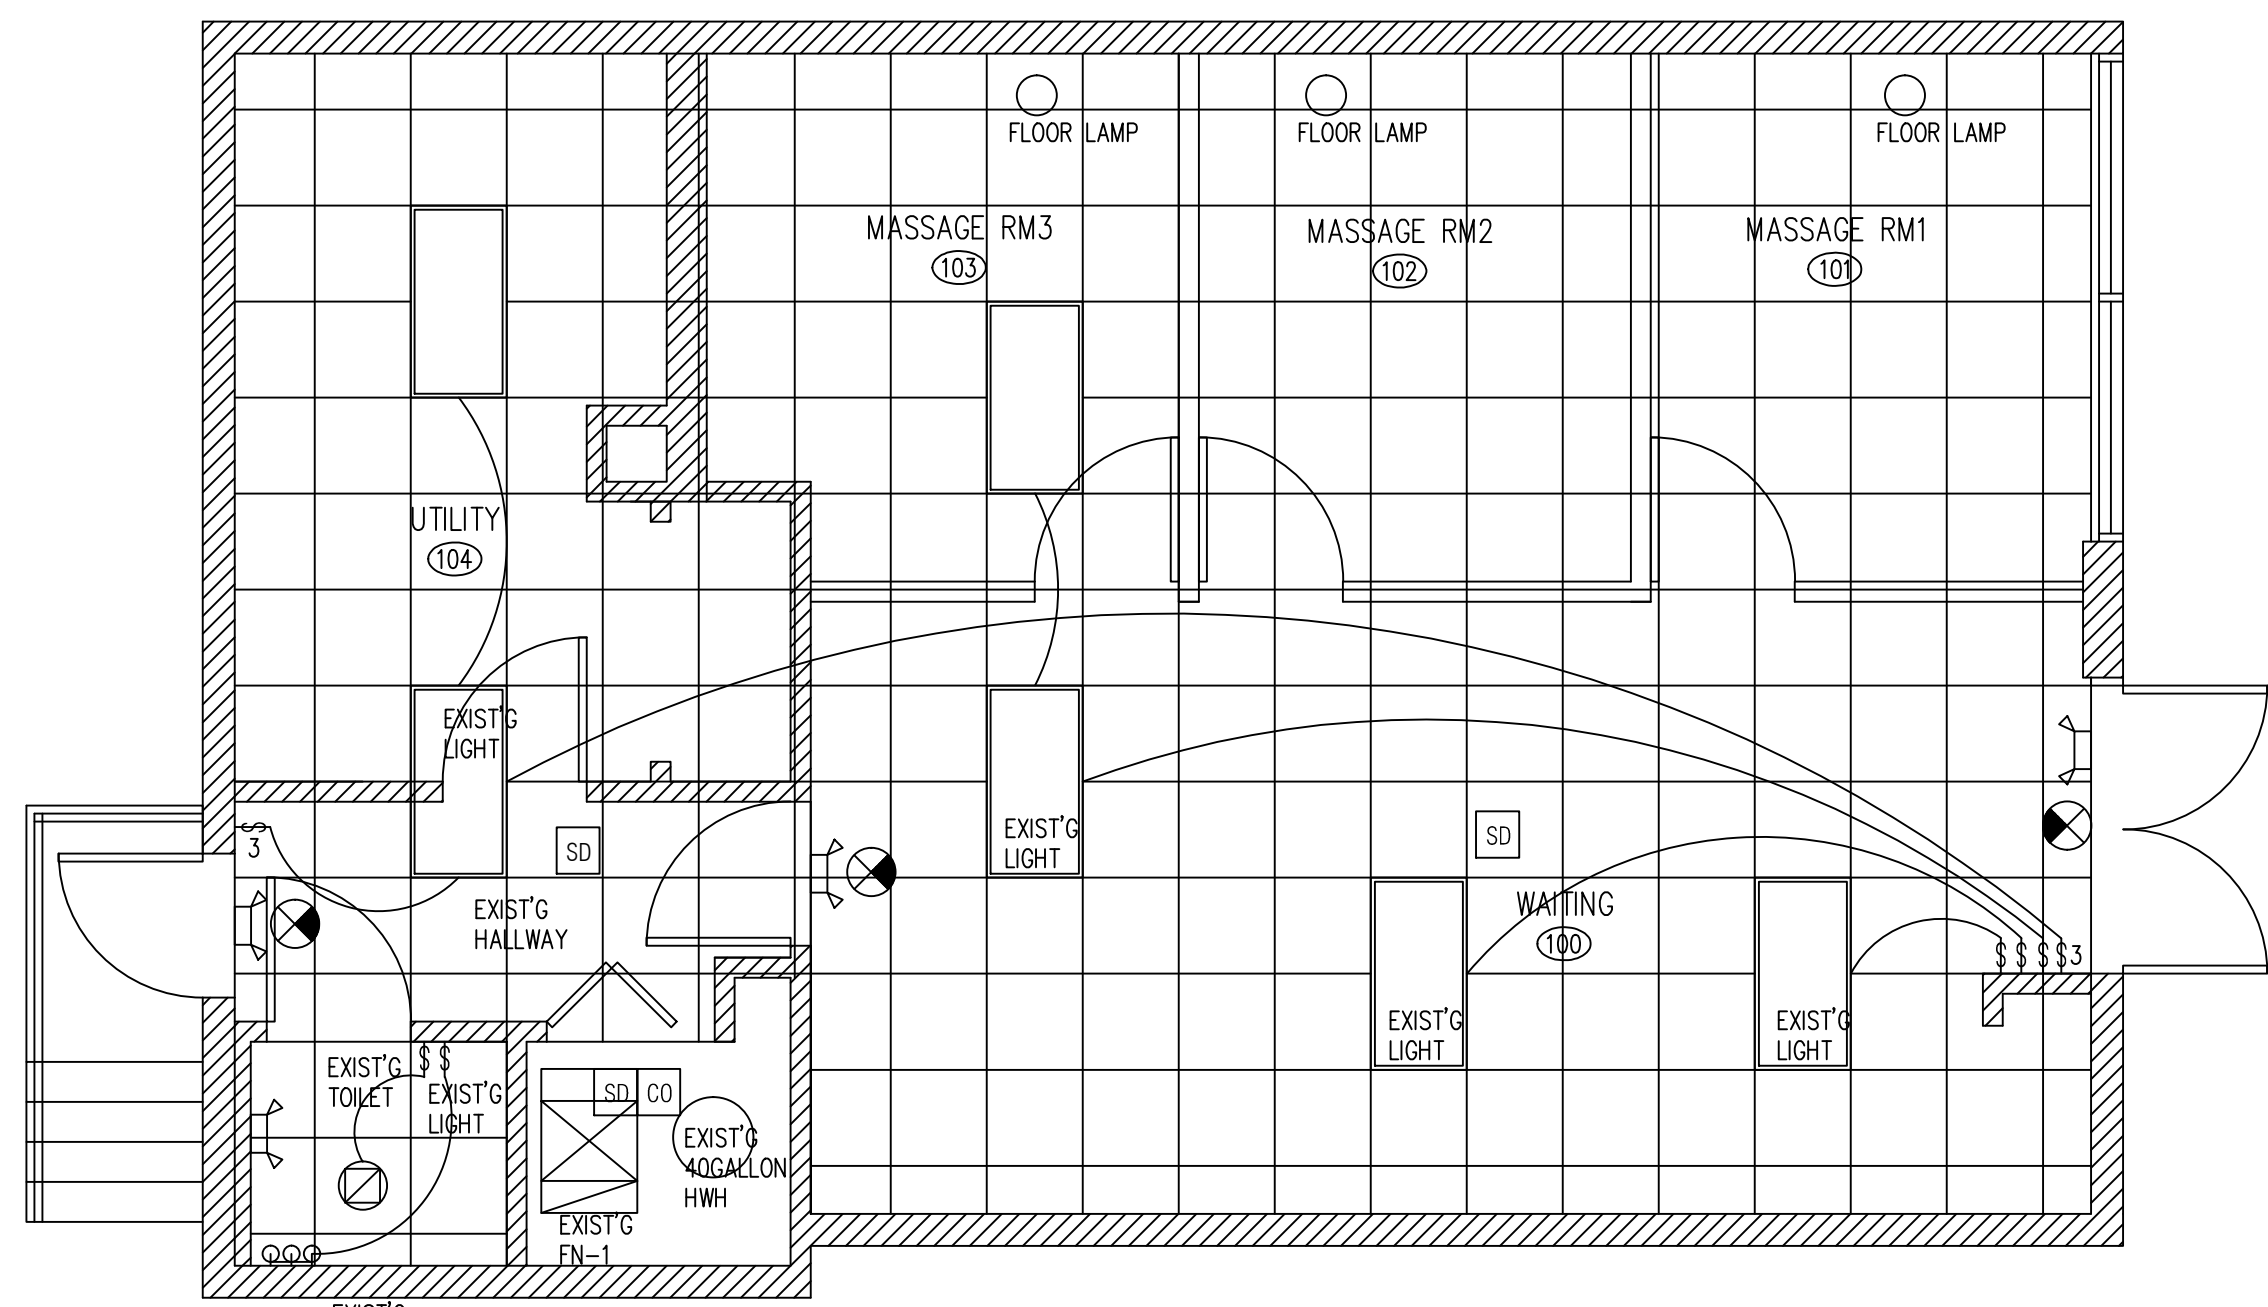 FLOOR LAMP
FLOOR LAMP
FLOOR LAMP
MASSAGE RM3
103
MASSAGE RM2
102
MASSAGE RM1
101
UTILITY
104
EXIST'G
LIGHT
S
3
SD
EXIST'G
LIGHT
SD
EXIST'G
HALLWAY
WAITING
100
S S S S 3
EXIST'G
LIGHT
EXIST'G
LIGHT
EXIST'G
TOILET
S S
EXIST'G
LIGHT
SD CO
EXIST'G
40GALLON
HWH
EXIST'G
FN-1
EXIST'G